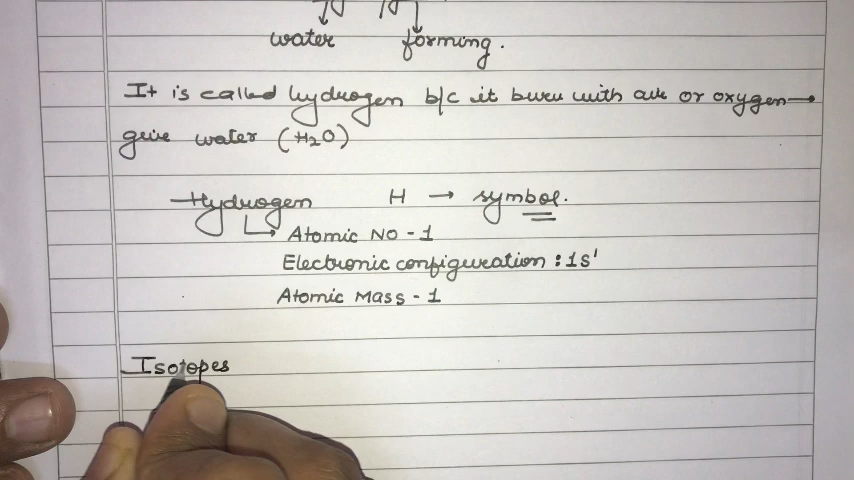 water forming.
It is called hydrogen b/c it burn with air or oxygen →
give water (H₂O)
Hydrogen H → symbol.
↳ Atomic NO - 1
Electronic configuration : 1s¹
Atomic Mass - 1
Isotopes